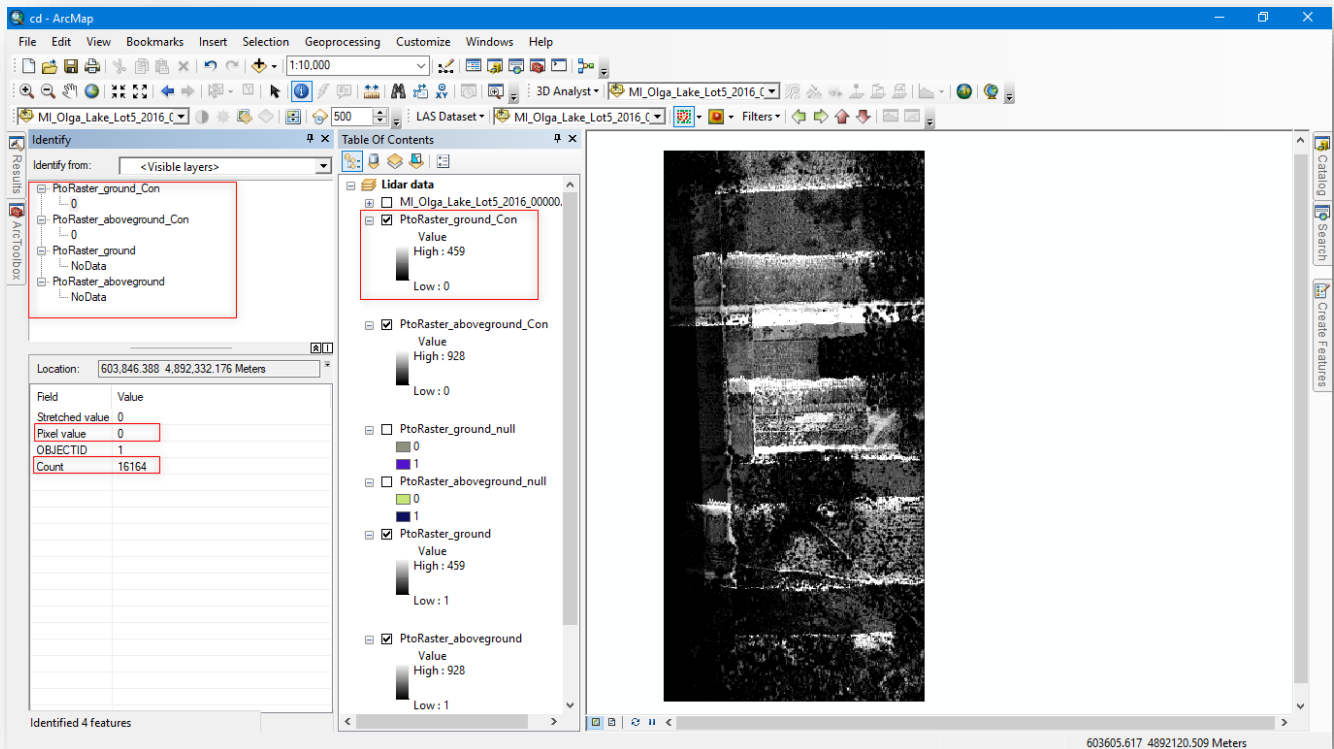 cd - ArcMap
File Edit View Bookmarks Insert Selection Geoprocessing Customize Windows Help
1:10,000
3D Analyst MI_Olga_Lake_Lot5_2016_(
MI_Olga_Lake_Lot5_2016_( 500 LAS Dataset MI_Olga_Lake_Lot5_2016_( Filters
Results
ArcToolbox
Identify
Identify from: <Visible layers>
PtoRaster_ground_Con
0
PtoRaster_aboveground_Con
0
PtoRaster_ground
NoData
PtoRaster_aboveground
NoData
Location: 603,846.388 4,892,332.176 Meters
Field Value
Stretched value 0
Pixel value 0
OBJECTID 1
Count 16164
Identified 4 features
Table Of Contents
Lidar data
MI_Olga_Lake_Lot5_2016_00000.
PtoRaster_ground_Con
Value
High : 459
Low : 0
PtoRaster_aboveground_Con
Value
High : 928
Low : 0
PtoRaster_ground_null
0
1
PtoRaster_aboveground_null
0
1
PtoRaster_ground
Value
High : 459
Low : 1
PtoRaster_aboveground
Value
High : 928
Low : 1
Catalog
Search
Create Features
603605.617 4892120.509 Meters